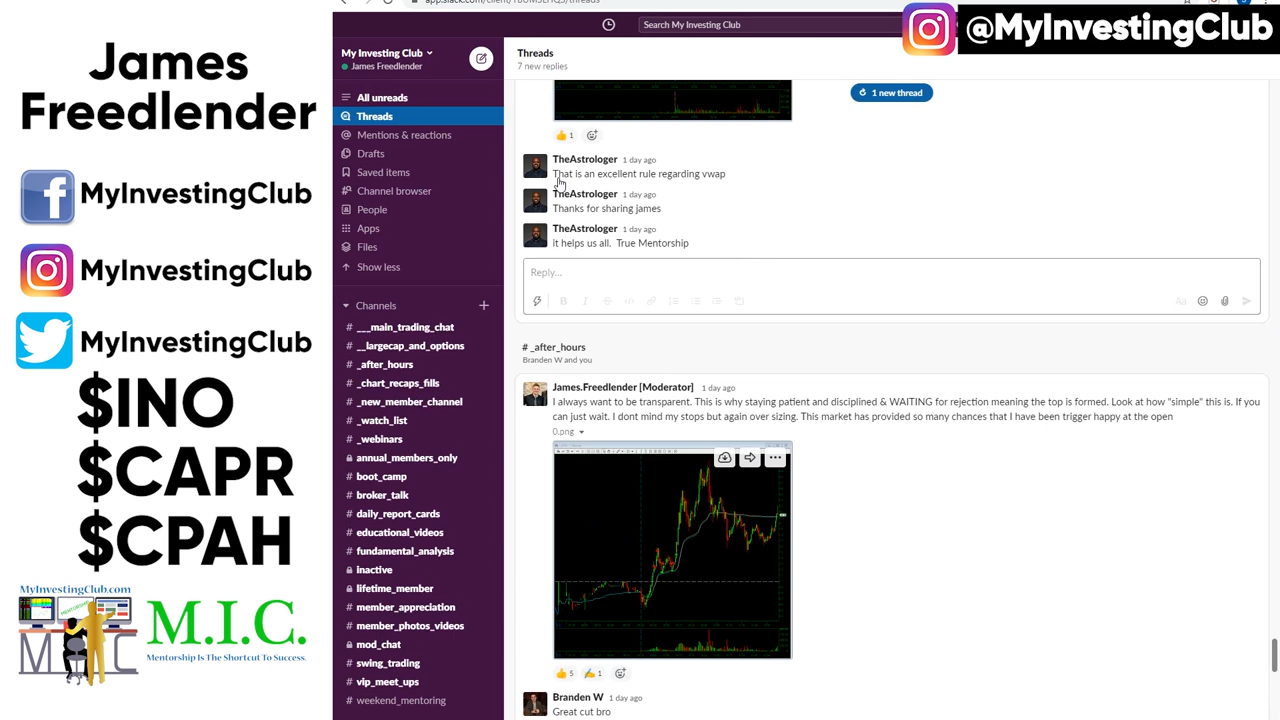 James
Freedlender
MyInvestingClub
MyInvestingClub
MyInvestingClub
$INO
$CAPR
$CPAH
MyInvestingClub.com
MIC
M.I.C.
Mentorship Is The Shortcut To Success.
@MyInvestingClub
Search My Investing Club
My Investing Club
James Freedlender
All unreads
Threads
Mentions & reactions
Drafts
Saved items
Channel browser
People
Apps
Files
Show less
Channels
# ___main_trading_chat
# __largecap_and_options
# _after_hours
# _chart_recaps_fills
# _new_member_channel
# _watch_list
# _webinars
annual_members_only
# boot_camp
# broker_talk
# daily_report_cards
# educational_videos
# fundamental_analysis
inactive
lifetime_member
# member_appreciation
# member_photos_videos
mod_chat
# swing_trading
# vip_meet_ups
# weekend_mentoring
Threads
7 new replies
1 new thread
1
TheAstrologer 1 day ago
That is an excellent rule regarding vwap
TheAstrologer 1 day ago
Thanks for sharing james
TheAstrologer 1 day ago
it helps us all. True Mentorship
Reply...
Aa
# _after_hours
Branden W and you
James.Freedlender [Moderator] 1 day ago
I always want to be transparent. This is why staying patient and disciplined & WAITING for rejection meaning the top is formed. Look at how "simple" this is. If you
can just wait. I dont mind my stops but again over sizing. This market has provided so many chances that I have been trigger happy at the open
0.png
5 1
Branden W 1 day ago
Great cut bro